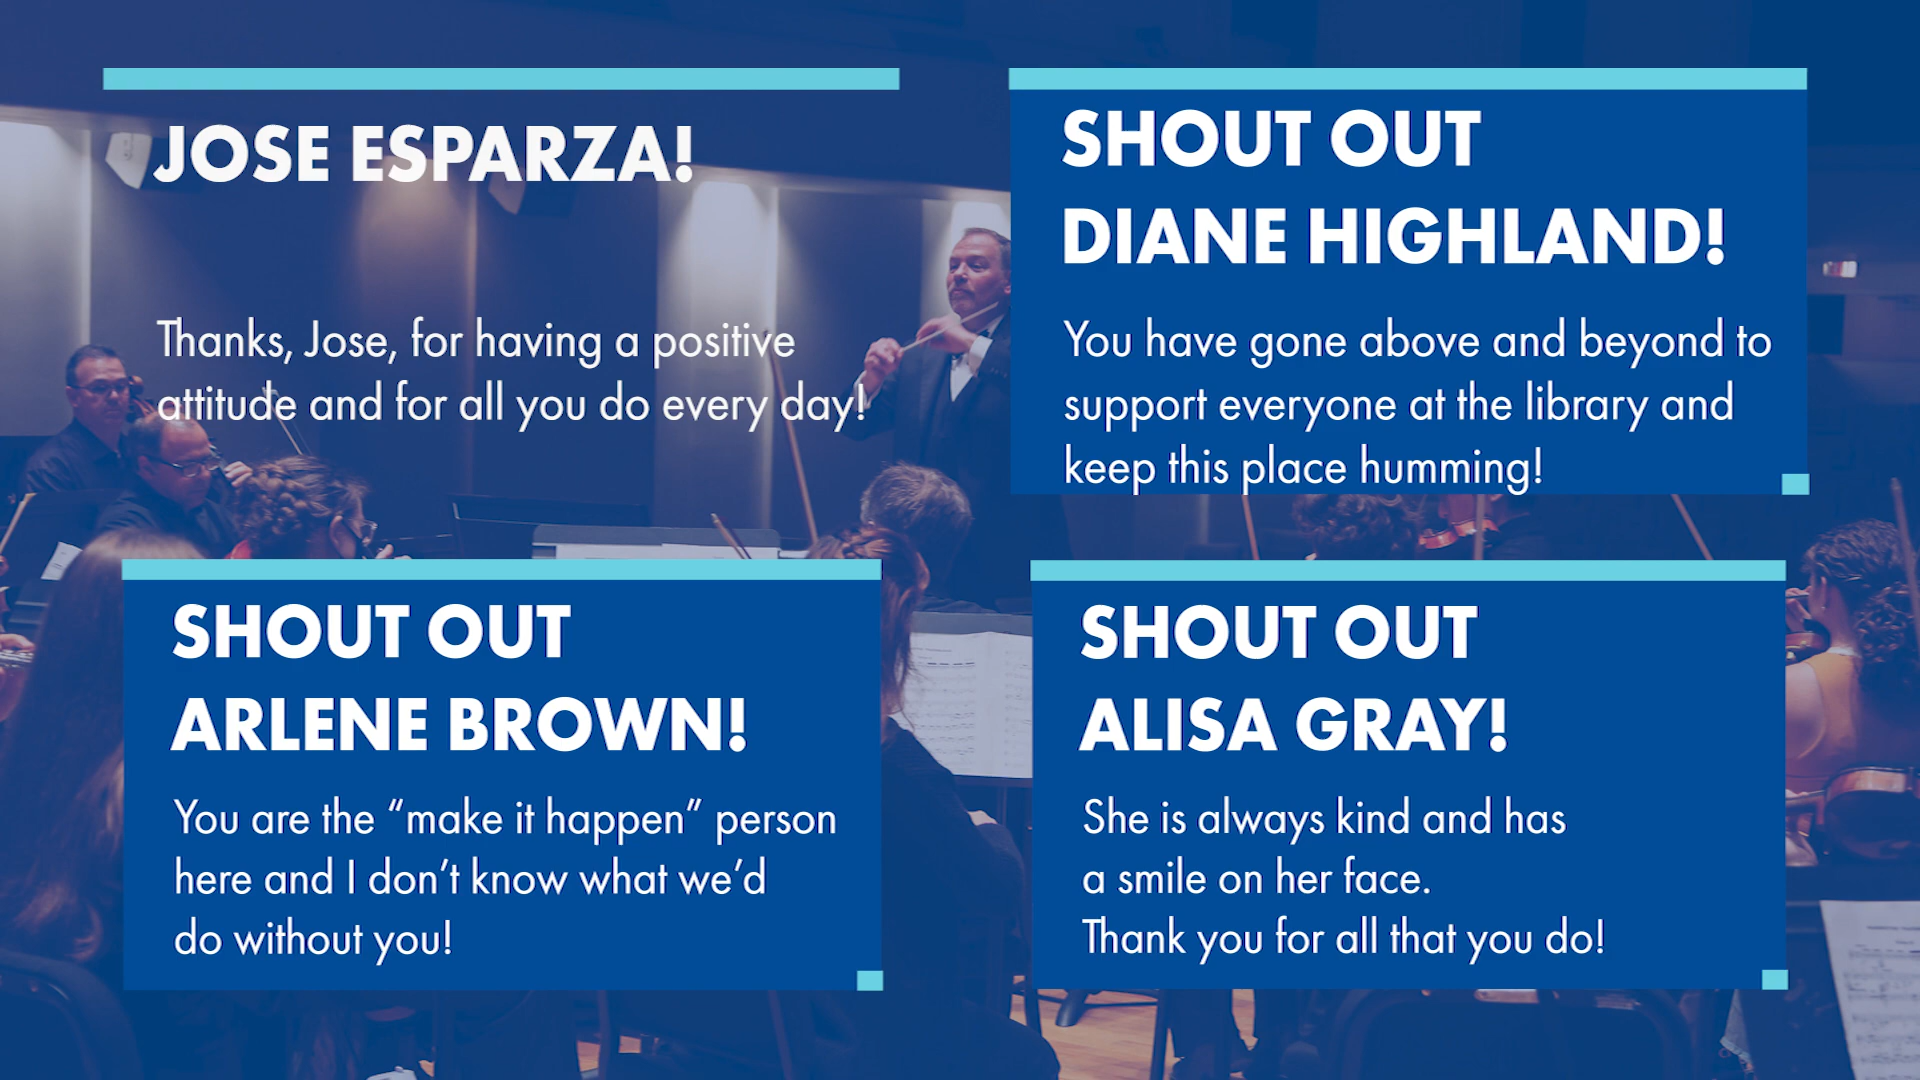 JOSE ESPARZA!
Thanks, Jose, for having a positive
attitude and for all you do every day!
SHOUT OUT
DIANE HIGHLAND!
You have gone above and beyond to
support everyone at the library and
keep this place humming!
SHOUT OUT
ARLENE BROWN!
You are the “make it happen” person
here and I don’t know what we’d
do without you!
SHOUT OUT
ALISA GRAY!
She is always kind and has
a smile on her face.
Thank you for all that you do!